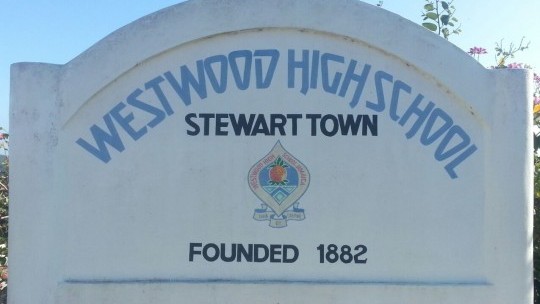 WESTWOOD HIGH SCHOOL
STEWART TOWN
FOUNDED 1882